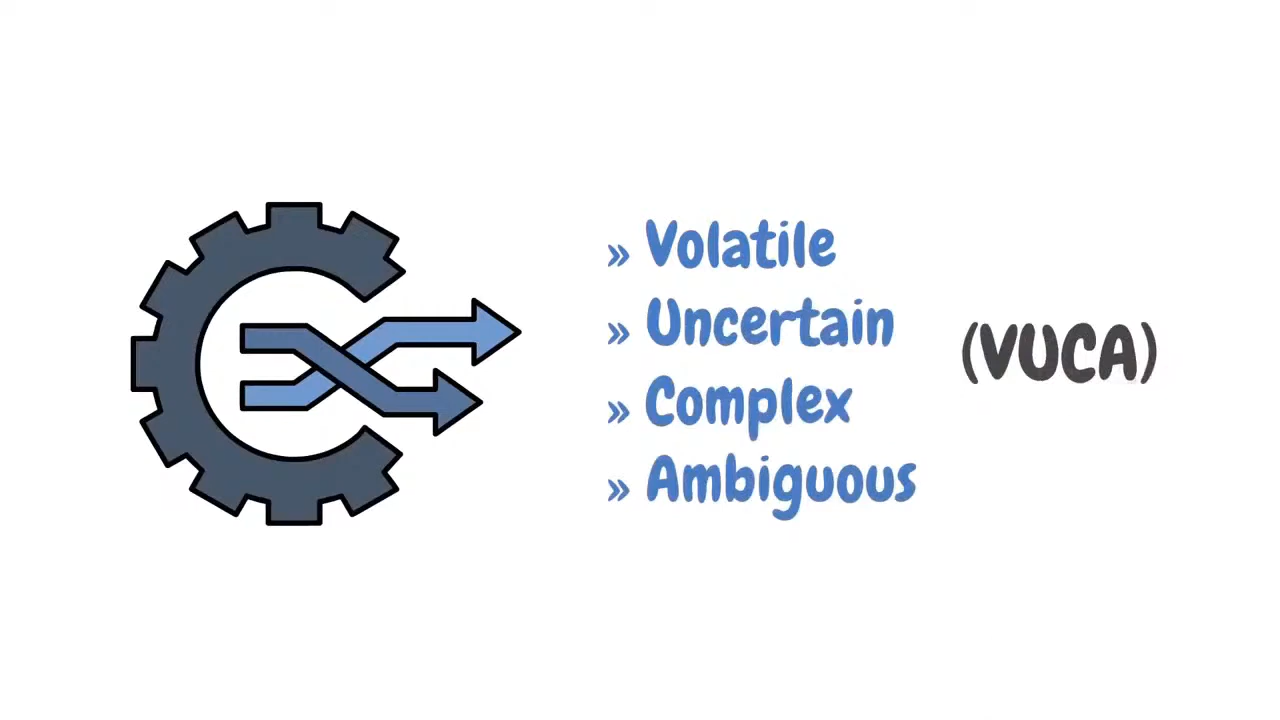 » Volatile
» Uncertain
» Complex
» Ambiguous
(VUCA)